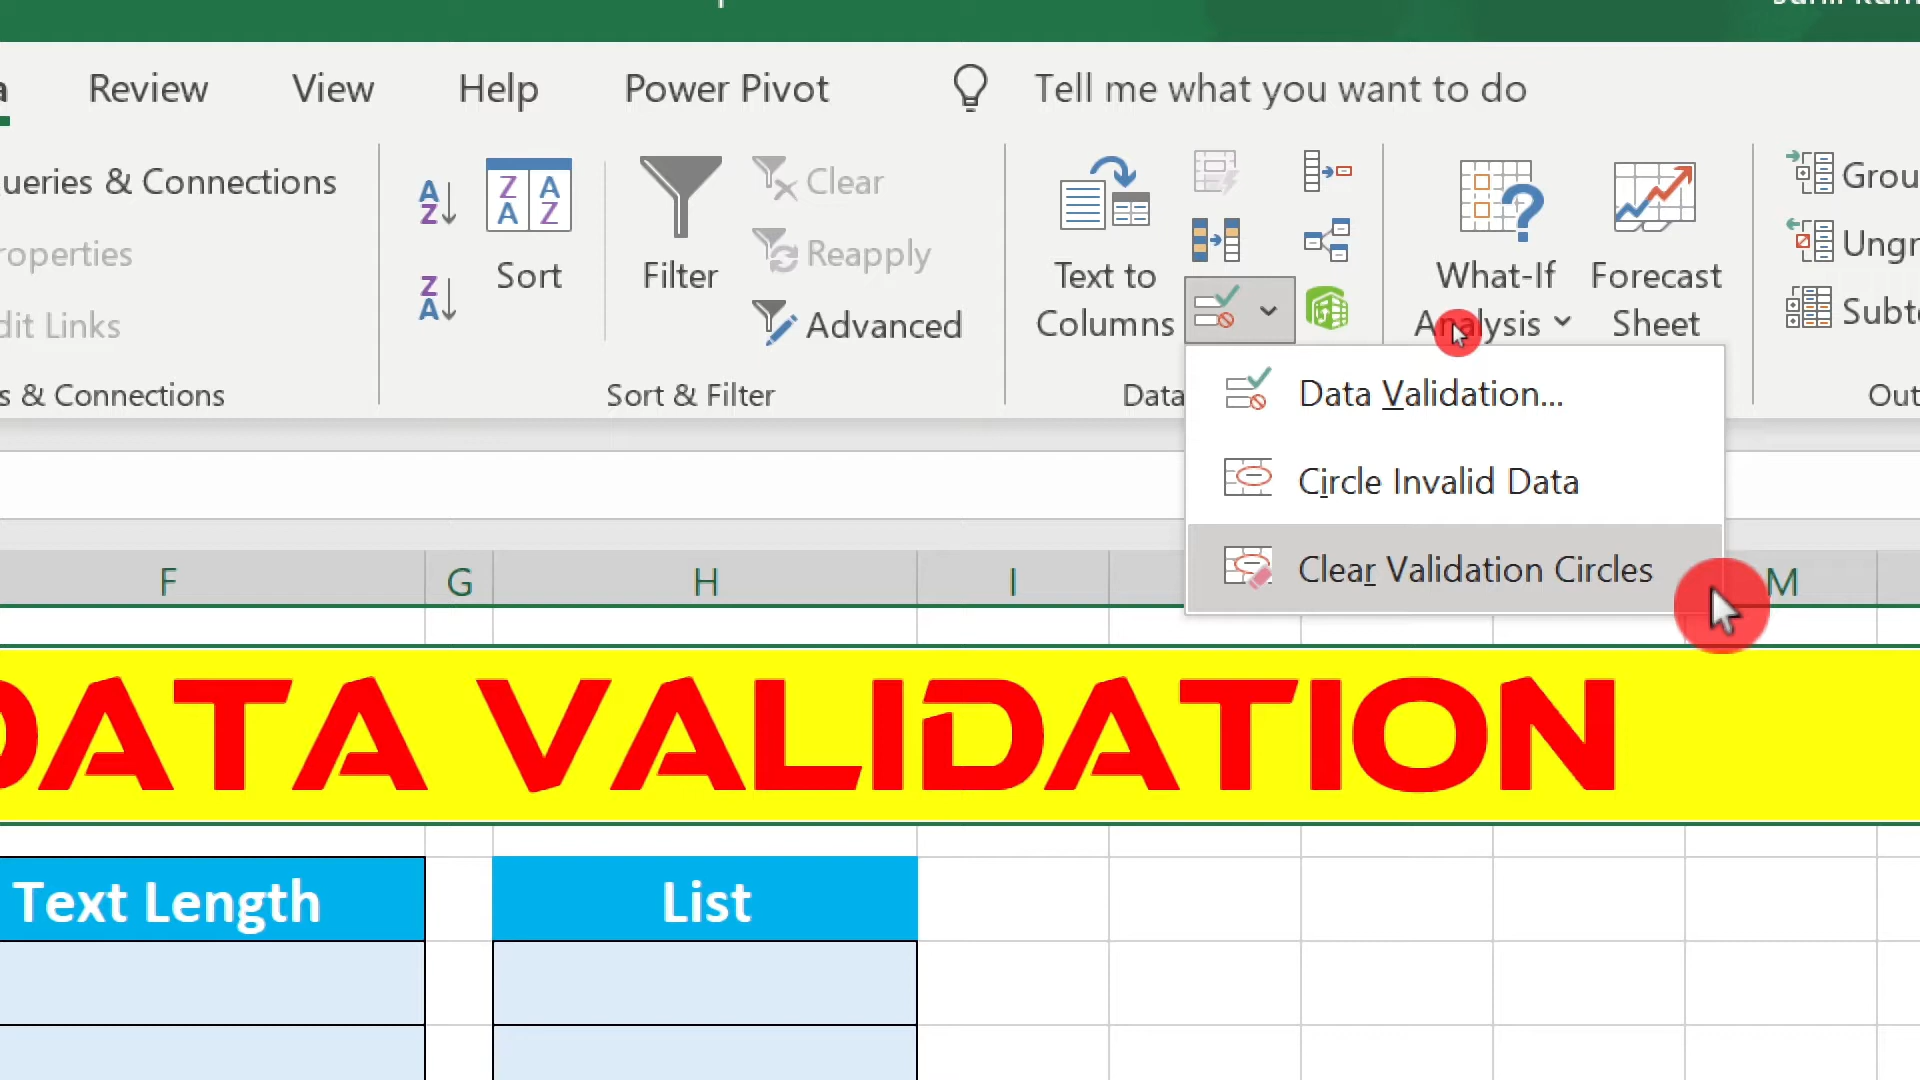 Review View Help Power Pivot Tell me what you want to do
ueries & Connections
roperties
dit Links
s & Connections
Sort
Filter
Clear
Reapply
Advanced
Sort & Filter
Text to
Columns
Data
What-If
Analysis
Forecast
Sheet
Grou
Ungr
Subto
Out
Data Validation...
Circle Invalid Data
Clear Validation Circles
F G H I M
DATA VALIDATION
Text Length List